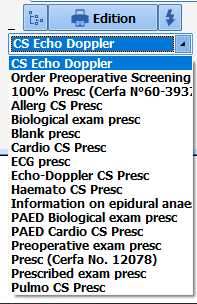 Edition
CS Echo Doppler
CS Echo Doppler
Order Preoperative Screening
100% Presc (Cerfa N°60-393
Allerg CS Presc
Biological exam presc
Blank presc
Cardio CS Presc
ECG presc
Echo-Doppler CS Presc
Haemato CS Presc
Information on epidural
PAED Biological exam presc
PAED Cardio CS Presc
Preoperative exam presc
Presc (Cerfa No. 12078)
Prescribed exam presc
Pulmo CS Presc